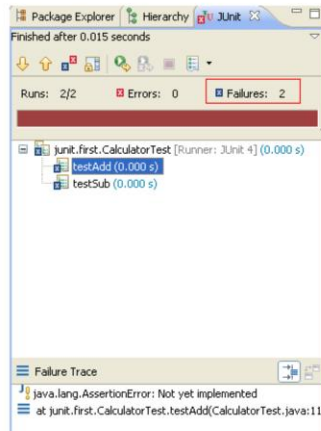 Package Explorer Hierarchy JUnit
Finished after 0.015 seconds
Runs: 2/2 Errors: 0 Failures: 2
junit.first.CalculatorTest [Runner: JUnit 4] (0.000 s)
testAdd (0.000 s)
testSub (0.000 s)
Failure Trace
java.lang.AssertionError: Not yet implemented
at junit.first.CalculatorTest.testAdd(CalculatorTest.java:11